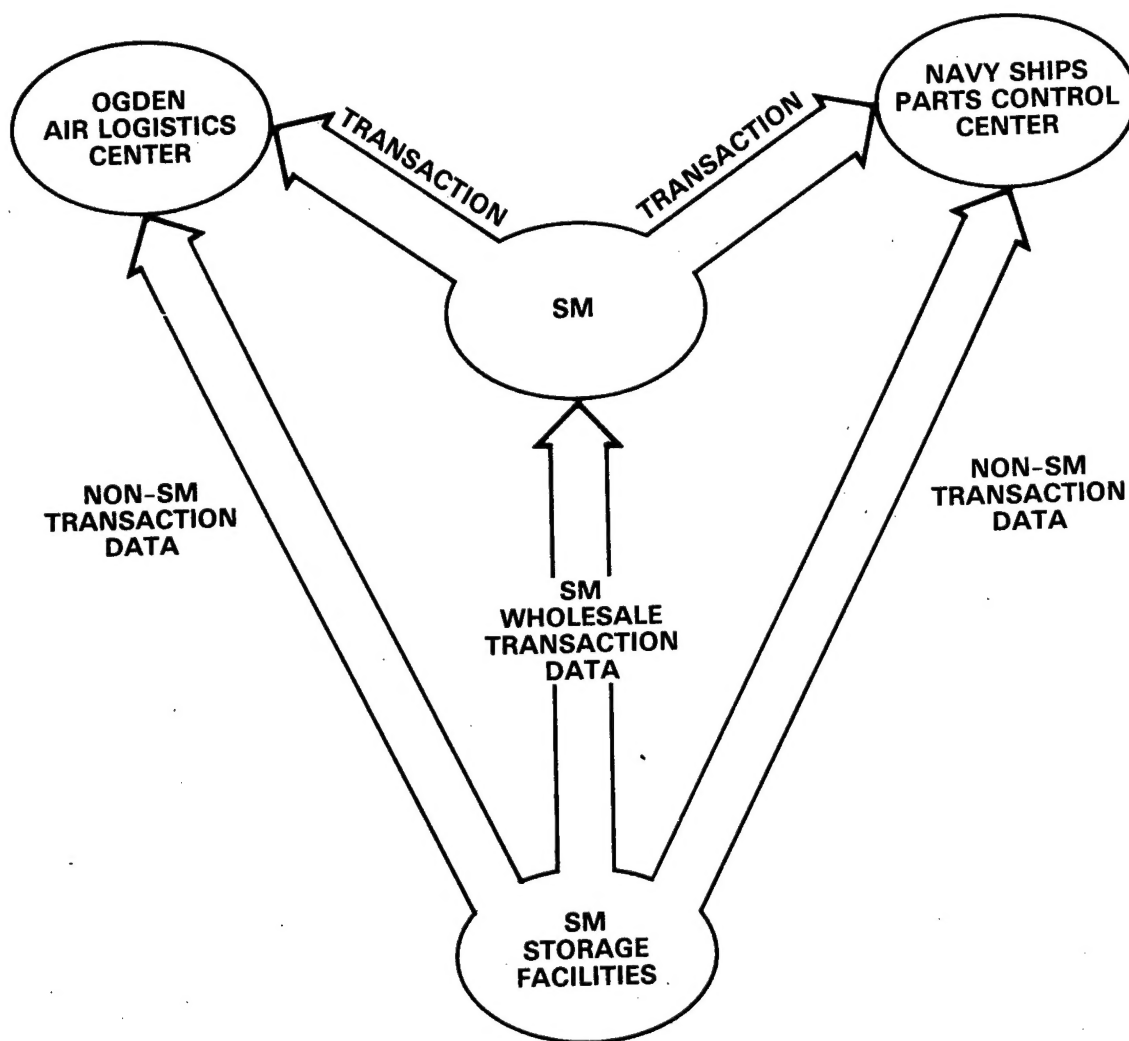 OGDEN
AIR LOGISTICS
CENTER
NAVY SHIPS
PARTS CONTROL
CENTER
TRANSACTION
TRANSACTION
SM
NON-SM
TRANSACTION
DATA
NON-SM
TRANSACTION
DATA
SM
WHOLESALE
TRANSACTION
DATA
SM
STORAGE
FACILITIES